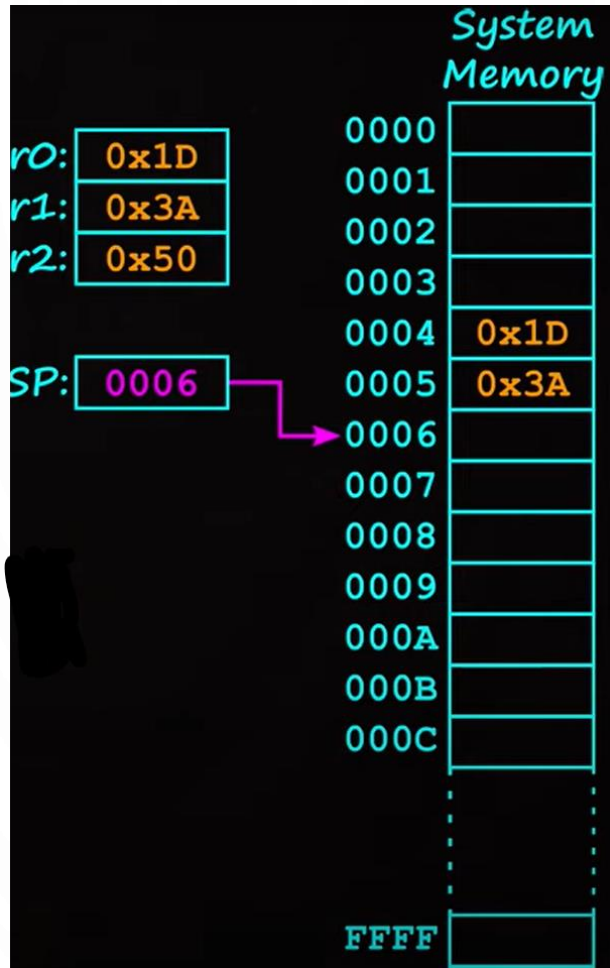 System
Memory
r0: 0x1D
r1: 0x3A
r2: 0x50
SP: 0006
0000
0001
0002
0003
0004 0x1D
0005 0x3A
0006
0007
0008
0009
000A
000B
000C
FFFF